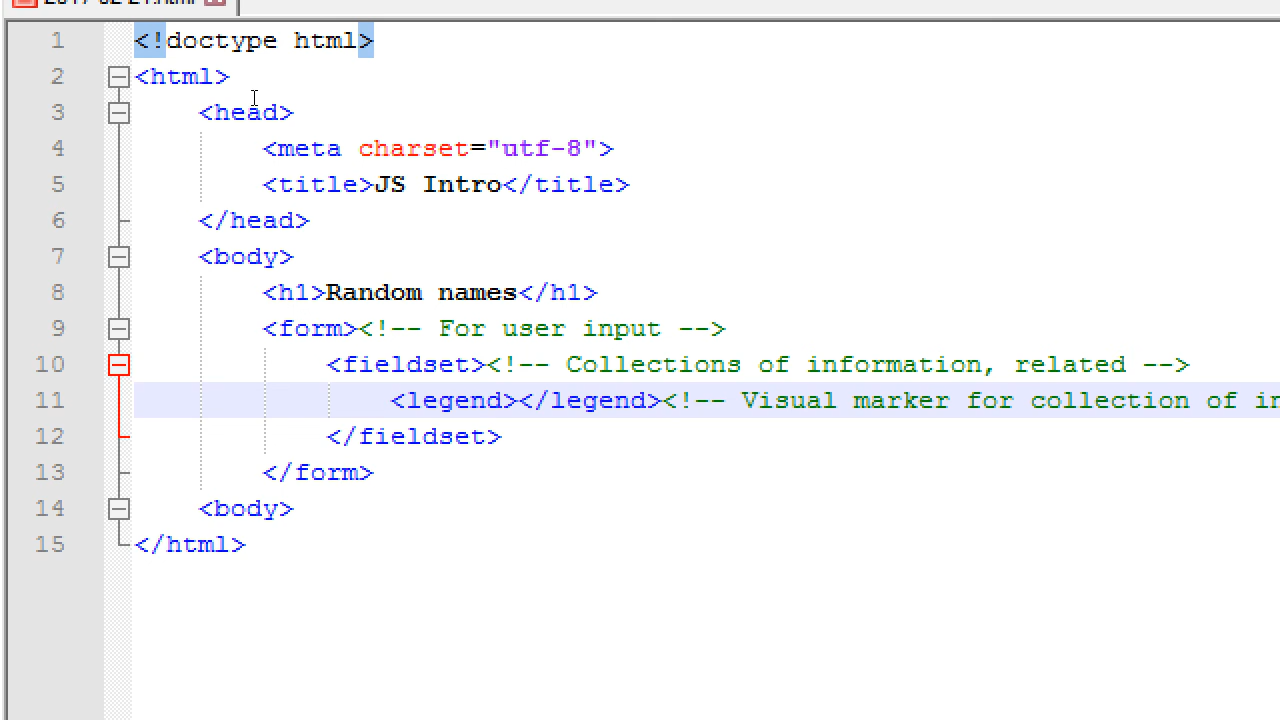 1 <!doctype html>
2 <html>
3 <head>
4 <meta charset="utf-8">
5 <title>JS Intro</title>
6 </head>
7 <body>
8 <h1>Random names</h1>
9 <form><!-- For user input -->
10 <fieldset><!-- Collections of information, related -->
11 <legend></legend><!-- Visual marker for collection of
12 </fieldset>
13 </form>
14 <body>
15 </html>